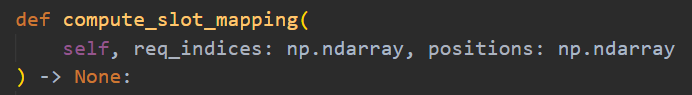 def compute_slot_mapping(
    self, req_indices: np.ndarray, positions: np.ndarray
) -> None: